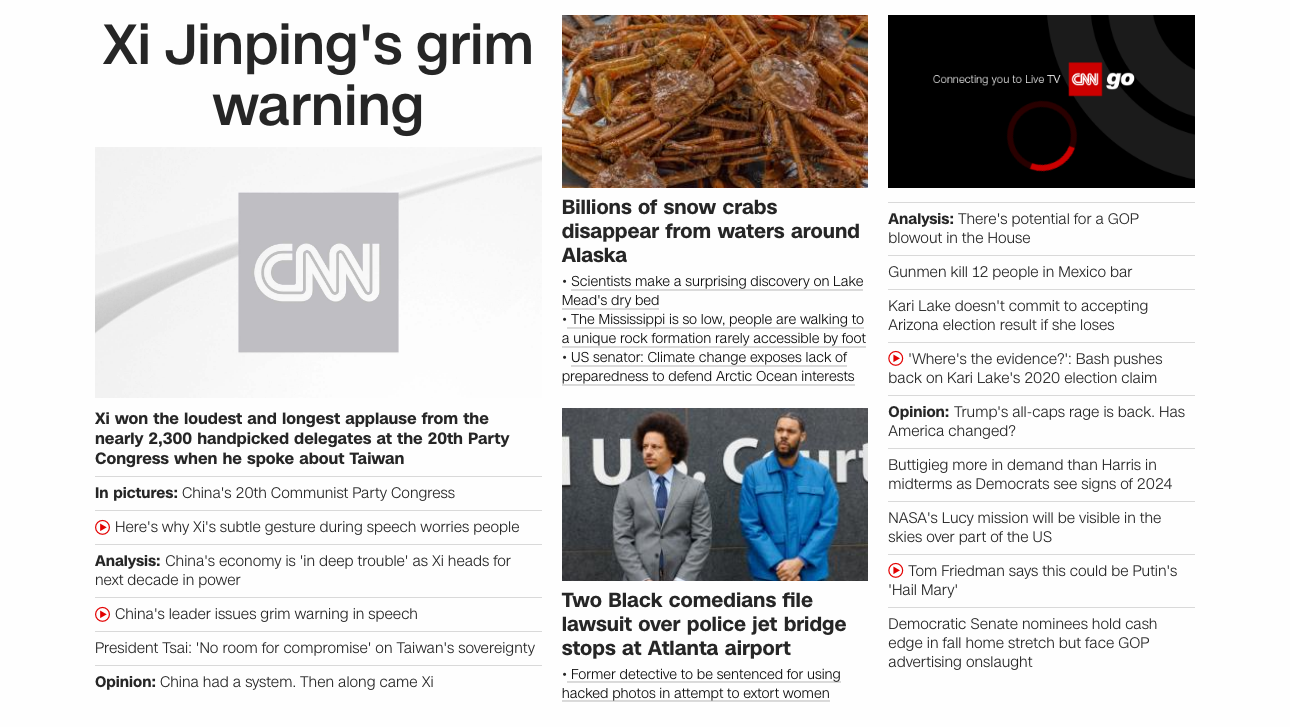 Xi Jinping's grim
warning
CNN
Xi won the loudest and longest applause from the
nearly 2,300 handpicked delegates at the 20th Party
Congress when he spoke about Taiwan
In pictures: China's 20th Communist Party Congress
Here's why Xi's subtle gesture during speech worries people
Analysis: China's economy is 'in deep trouble' as Xi heads for
next decade in power
China's leader issues grim warning in speech
President Tsai: 'No room for compromise' on Taiwan's sovereignty
Opinion: China had a system. Then along came Xi
Billions of snow crabs
disappear from waters around
Alaska
• Scientists make a surprising discovery on Lake
Mead's dry bed
• The Mississippi is so low, people are walking to
a unique rock formation rarely accessible by foot
• US senator: Climate change exposes lack of
preparedness to defend Arctic Ocean interests
U.S. Court
Two Black comedians file
lawsuit over police jet bridge
stops at Atlanta airport
• Former detective to be sentenced for using
hacked photos in attempt to extort women
Connecting you to Live TV CNN go
Analysis: There's potential for a GOP
blowout in the House
Gunmen kill 12 people in Mexico bar
Kari Lake doesn't commit to accepting
Arizona election result if she loses
'Where's the evidence?': Bash pushes
back on Kari Lake's 2020 election claim
Opinion: Trump's all-caps rage is back. Has
America changed?
Buttigieg more in demand than Harris in
midterms as Democrats see signs of 2024
NASA's Lucy mission will be visible in the
skies over part of the US
Tom Friedman says this could be Putin's
'Hail Mary'
Democratic Senate nominees hold cash
edge in fall home stretch but face GOP
advertising onslaught